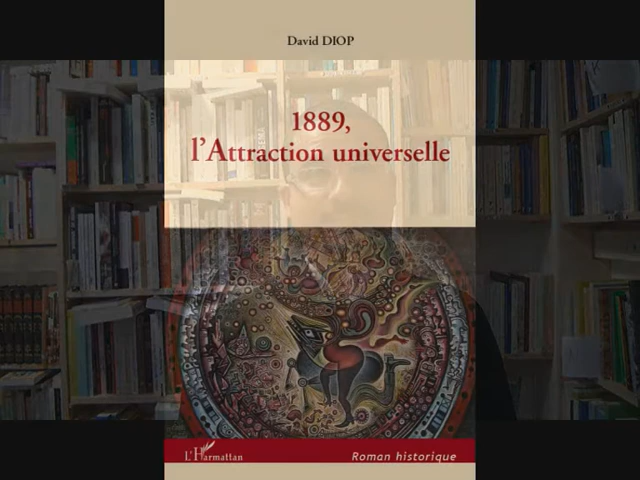 David DIOP
1889,
l'Attraction universelle
L'Harmattan
Roman historique